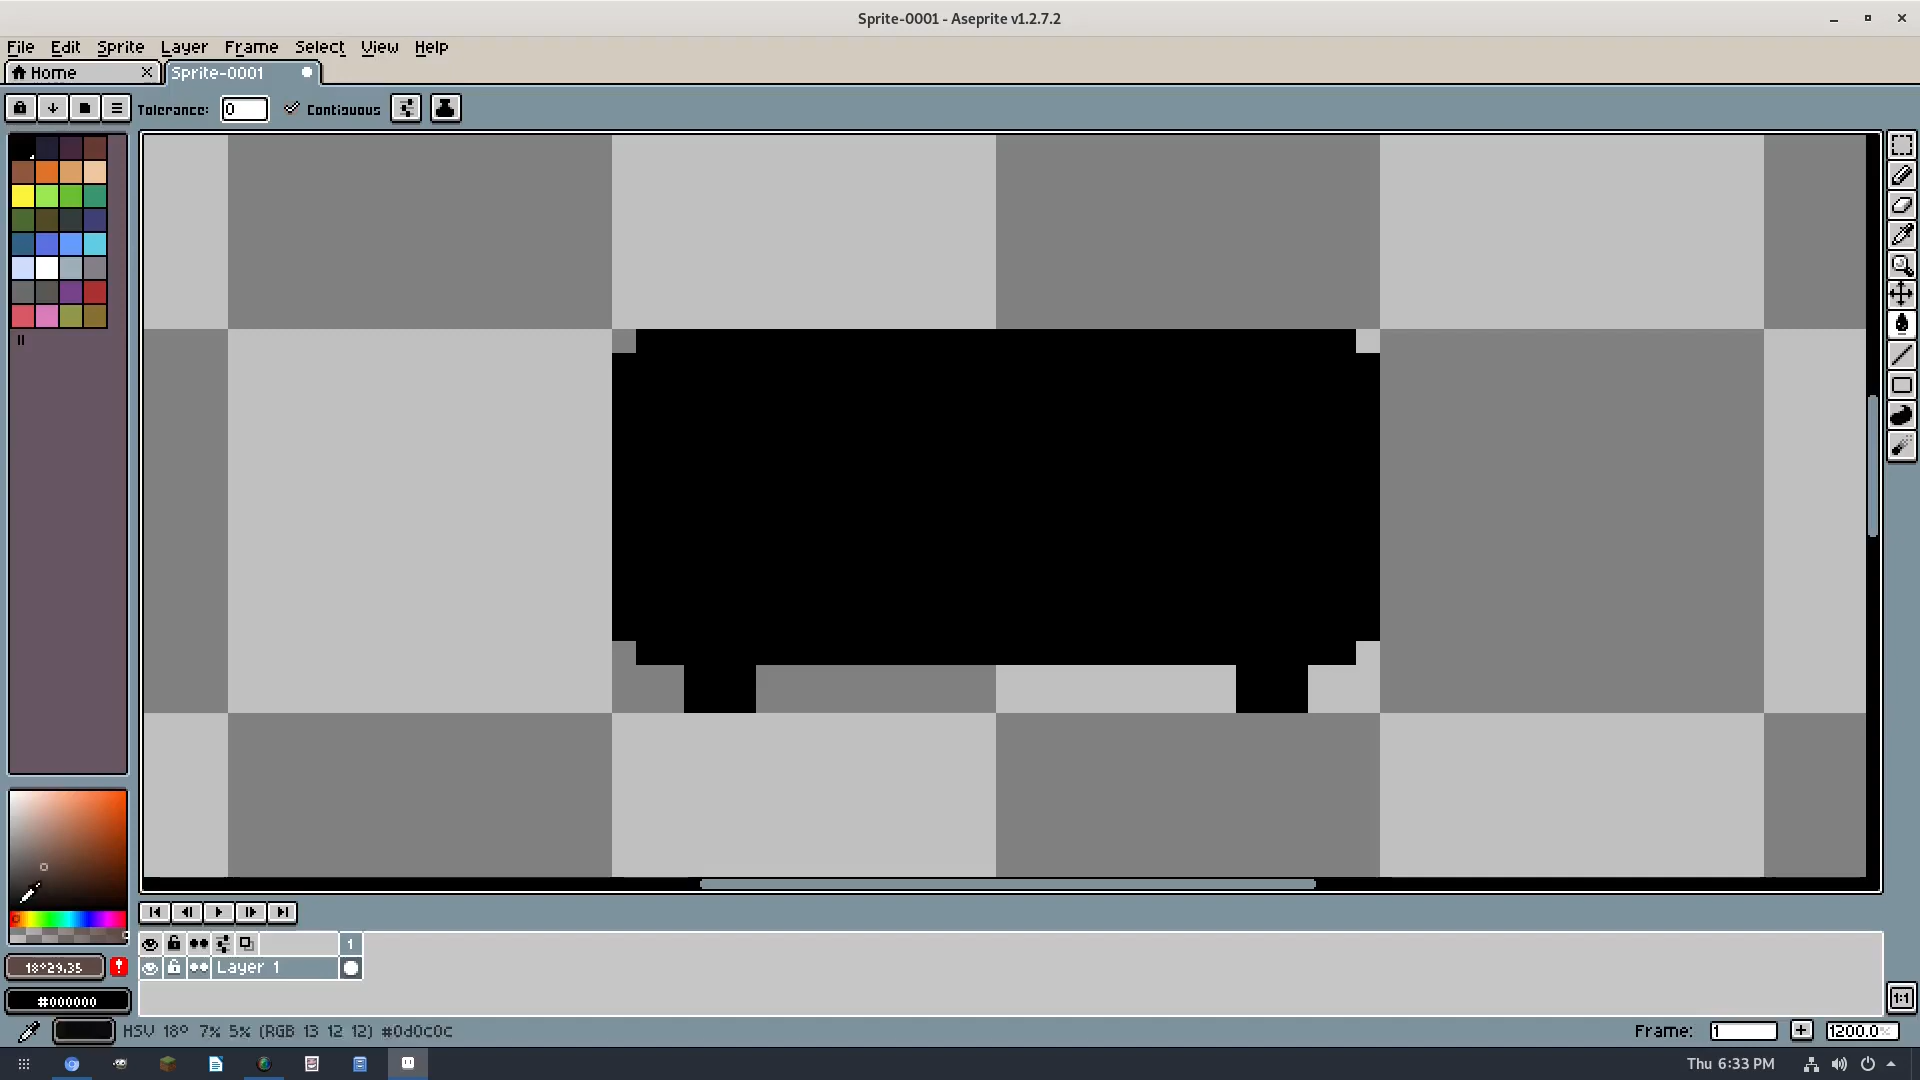 Sprite-0001 - Aseprite v1.2.7.2
File Edit Sprite Layer Frame Select View Help
Home
Sprite-0001
Tolerance: 0 Contiguous
1
Layer 1
18°29.35
#000000
1:1
HSV 18° 7% 5% (RGB 13 12 12) #0d0c0c
Frame: 1 + 1200.0%
Thu 6:33 PM